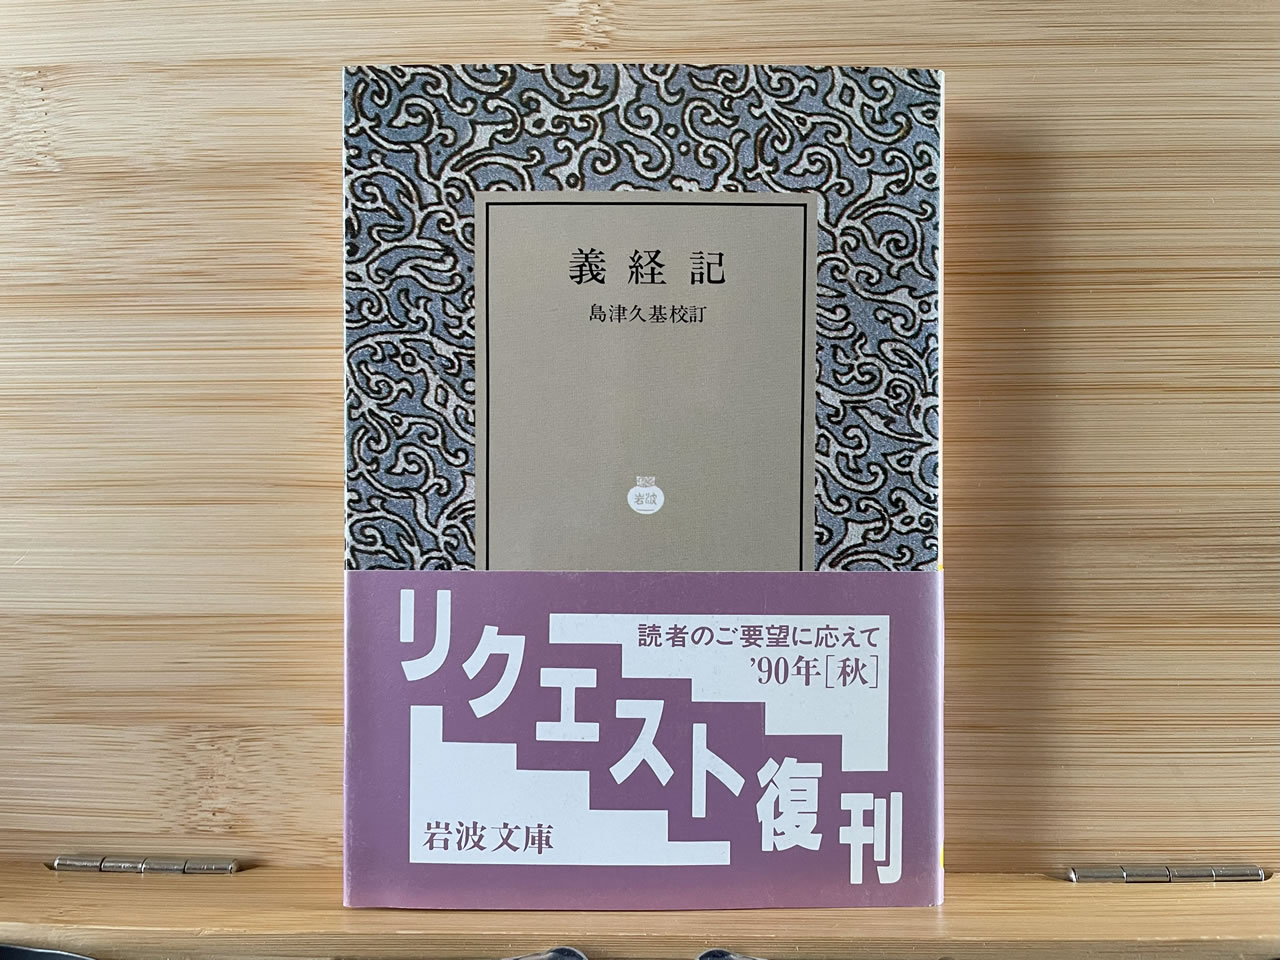 義経記
島津久基校訂
岩波
読者のご要望に応えて
’90年[秋]
リクエスト復刊
岩波文庫